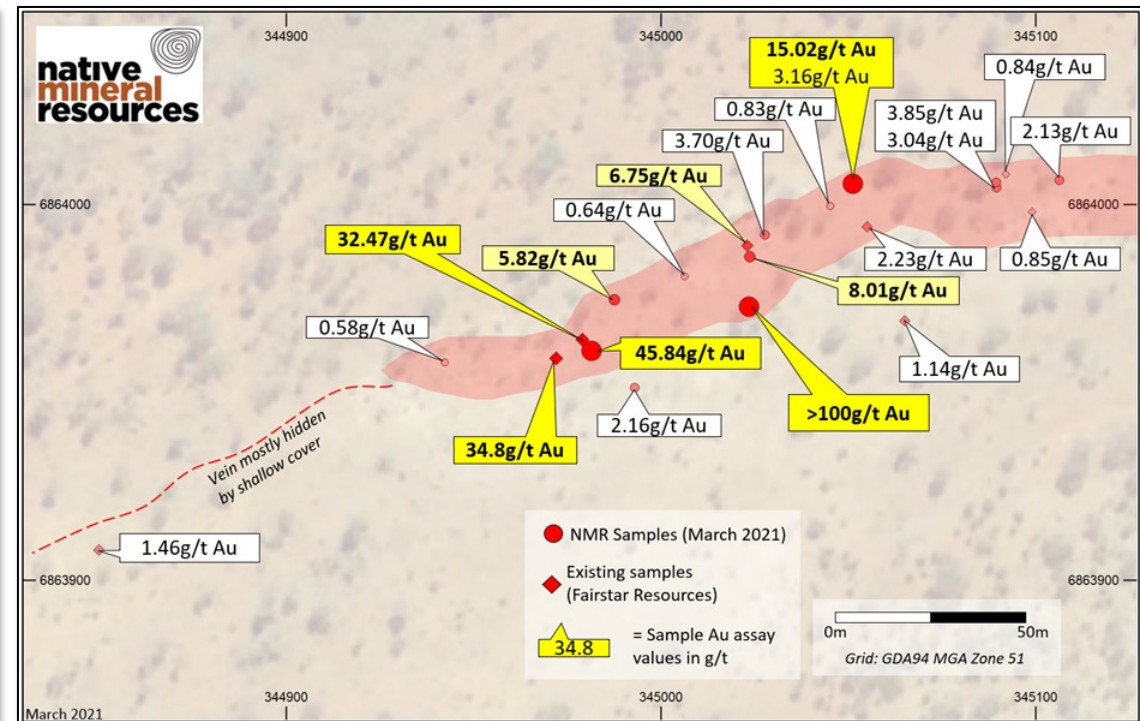 344900
345000
345100
native
mineral
resources
15.02g/t Au
3.16g/t Au
0.84g/t Au
0.83g/t Au
3.85g/t Au
3.04g/t Au
2.13g/t Au
3.70g/t Au
6.75g/t Au
6864000
6864000
0.64g/t Au
32.47g/t Au
5.82g/t Au
2.23g/t Au
0.85g/t Au
8.01g/t Au
0.58g/t Au
45.84g/t Au
1.14g/t Au
>100g/t Au
2.16g/t Au
34.8g/t Au
Vein mostly hidden
by shallow cover
1.46g/t Au
NMR Samples (March 2021)
Existing samples
(Fairstar Resources)
34.8
= Sample Au assay
values in g/t
6863900
6863900
0m
50m
Grid: GDA94 MGA Zone 51
344900
345000
345100
March 2021